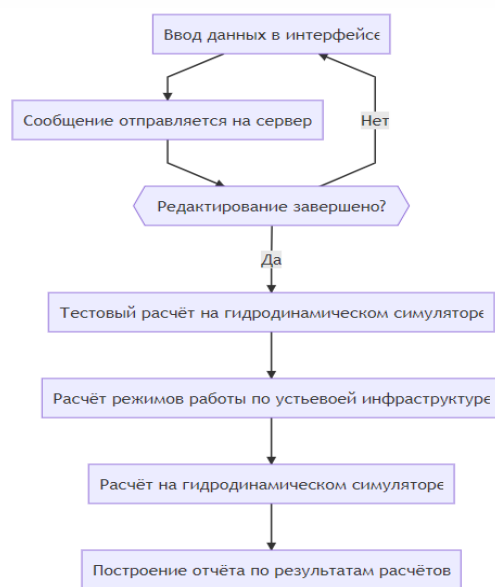 Ввод данных в интерфейсе
Сообщение отправляется на сервер
Нет
Редактирование завершено?
Да
Тестовый расчёт на гидродинамическом симуляторе
Расчёт режимов работы по устьевоей инфраструктуре
Расчёт на гидродинамическом симуляторе
Построение отчёта по результатам расчётов